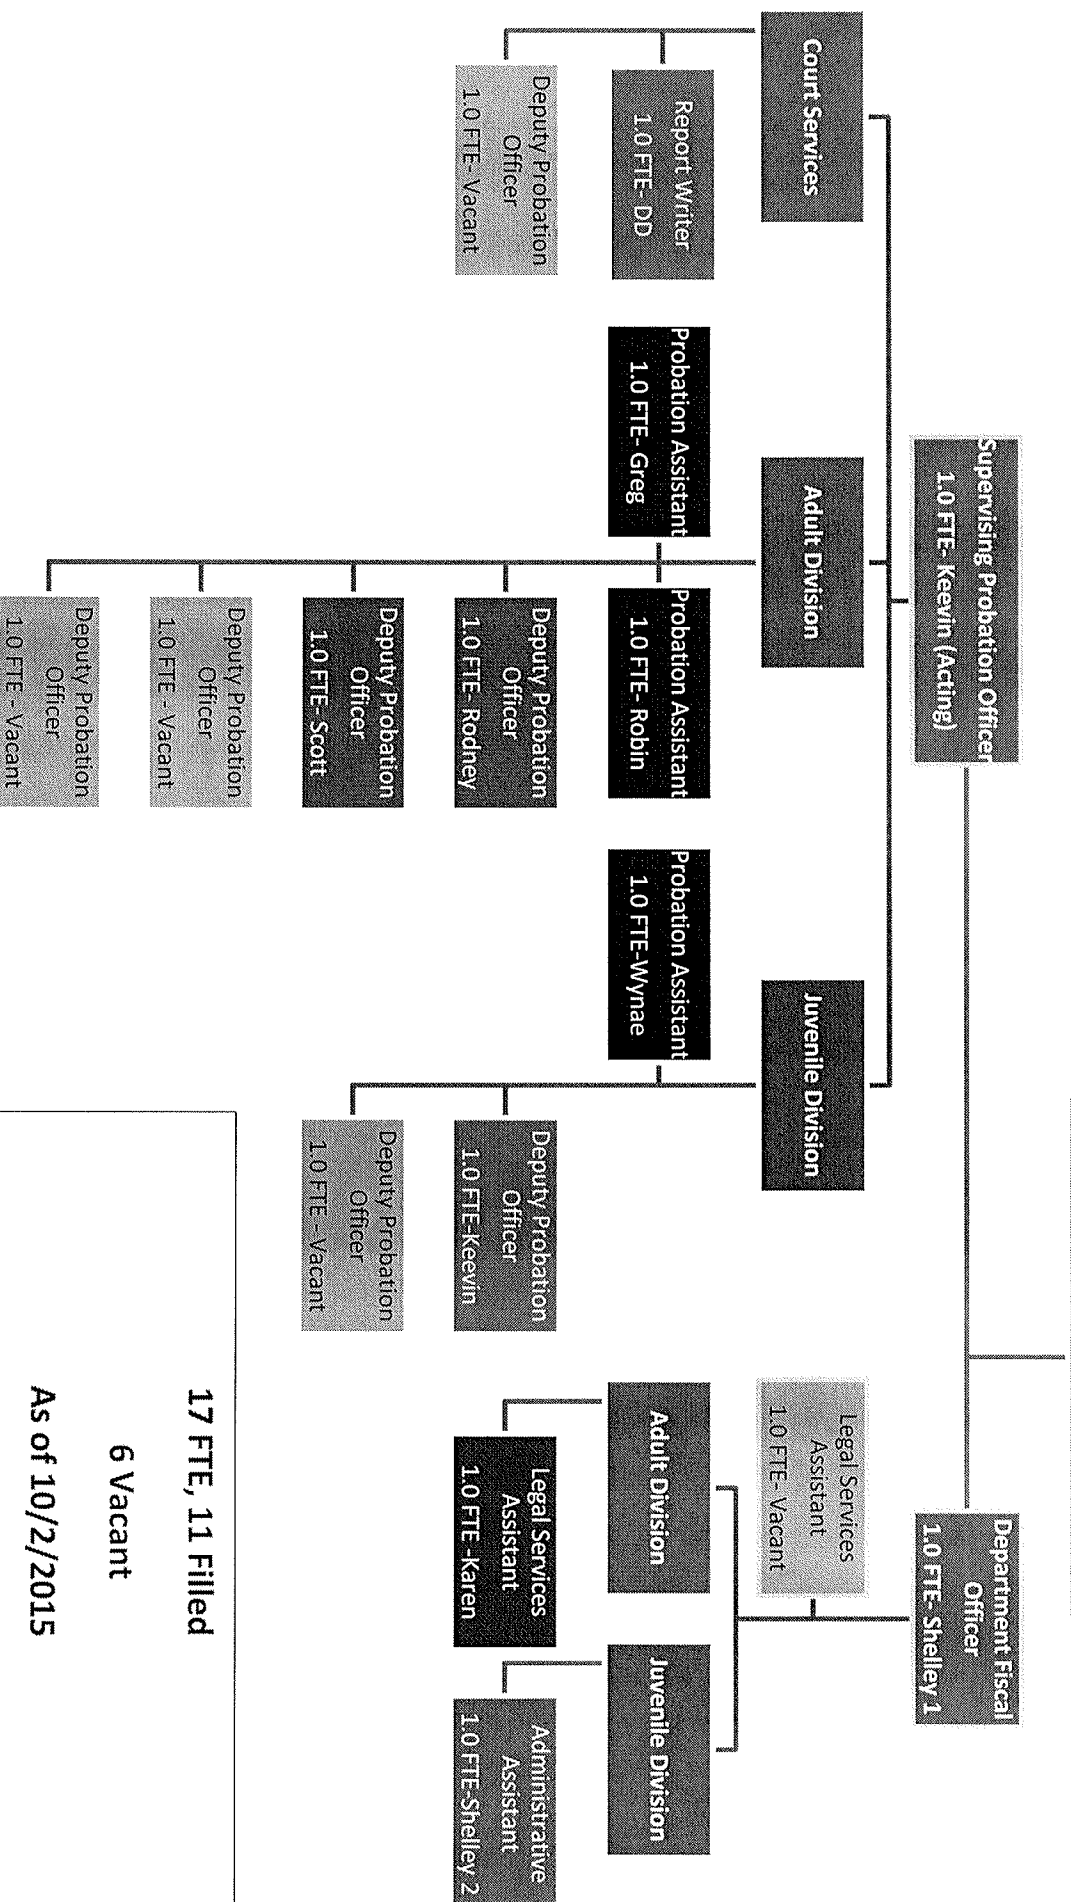 Supervising Probation Officer
1.0 FTE- Keevin (Acting)
Department Fiscal
Officer
1.0 FTE- Shelley 1
Court Services
Adult Division
Juvenile Division
Legal Services
Assistant
1.0 FTE- Vacant
Report Writer
1.0 FTE- DD
Probation Assistant
1.0 FTE- Greg
Probation Assistant
1.0 FTE- Robin
Probation Assistant
1.0 FTE-Wynae
Adult Division
Juvenile Division
Deputy Probation
Officer
1.0 FTE- Vacant
Deputy Probation
Officer
1.0 FTE- Rodney
Deputy Probation
Officer
1.0 FTE-Keevin
Legal Services
Assistant
1.0 FTE -Karen
Administrative
Assistant
1.0 FTE-Shelley 2
Deputy Probation
Officer
1.0 FTE- Scott
Deputy Probation
Officer
1.0 FTE - Vacant
Deputy Probation
Officer
1.0 FTE - Vacant
Deputy Probation
Officer
1.0 FTE - Vacant
17 FTE, 11 Filled
6 Vacant
As of 10/2/2015